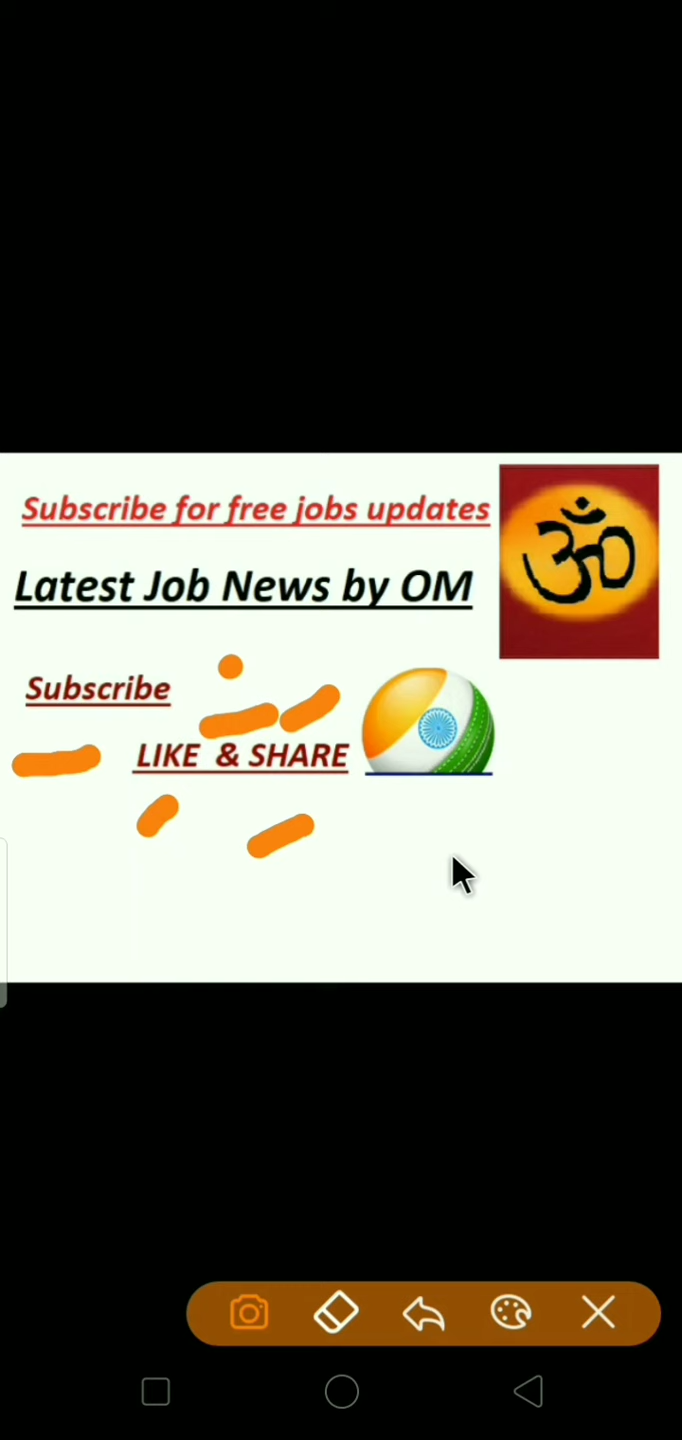 Subscribe for free jobs updates
Latest Job News by OM
ॐ
Subscribe
LIKE & SHARE